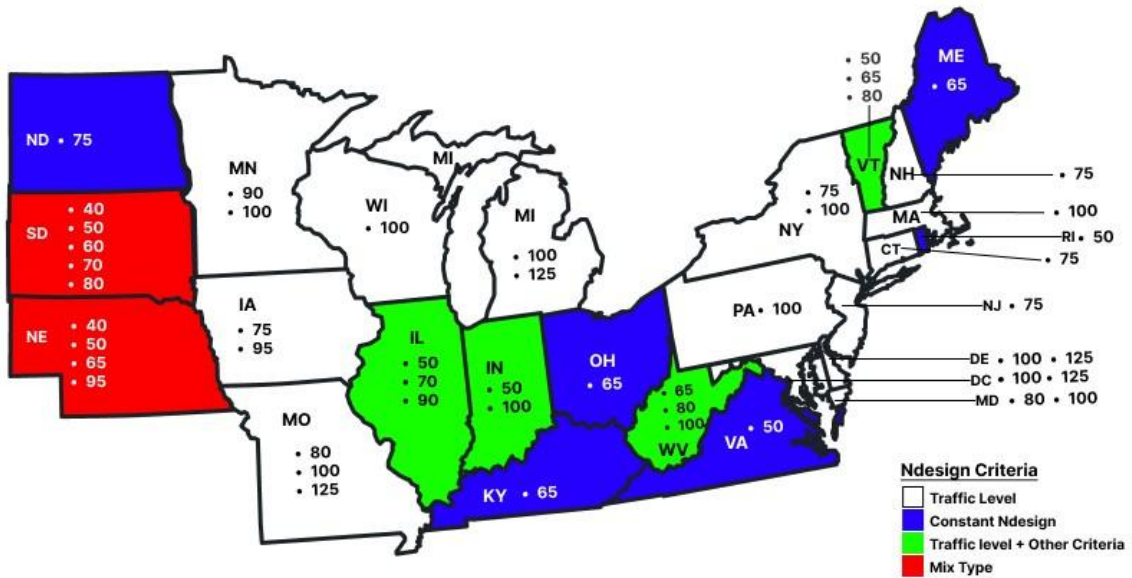 ND • 75
SD
• 40
• 50
• 60
• 70
• 80
NE
• 40
• 50
• 65
• 95
MN
• 90
• 100
IA
• 75
• 95
MO
• 80
• 100
• 125
WI
• 100
MI
MI
• 100
• 125
IL
• 50
• 70
• 90
IN
• 50
• 100
OH
• 65
KY • 65
• 65
• 80
• 100
WV
VA • 50
PA • 100
NY
• 75
• 100
• 50
• 65
• 80
VT
ME
• 65
NH • 75
MA • 100
RI • 50
CT • 75
NJ • 75
DE • 100 • 125
DC • 100 • 125
MD • 80 • 100
Ndesign Criteria
Traffic Level
Constant Ndesign
Traffic level + Other Criteria
Mix Type